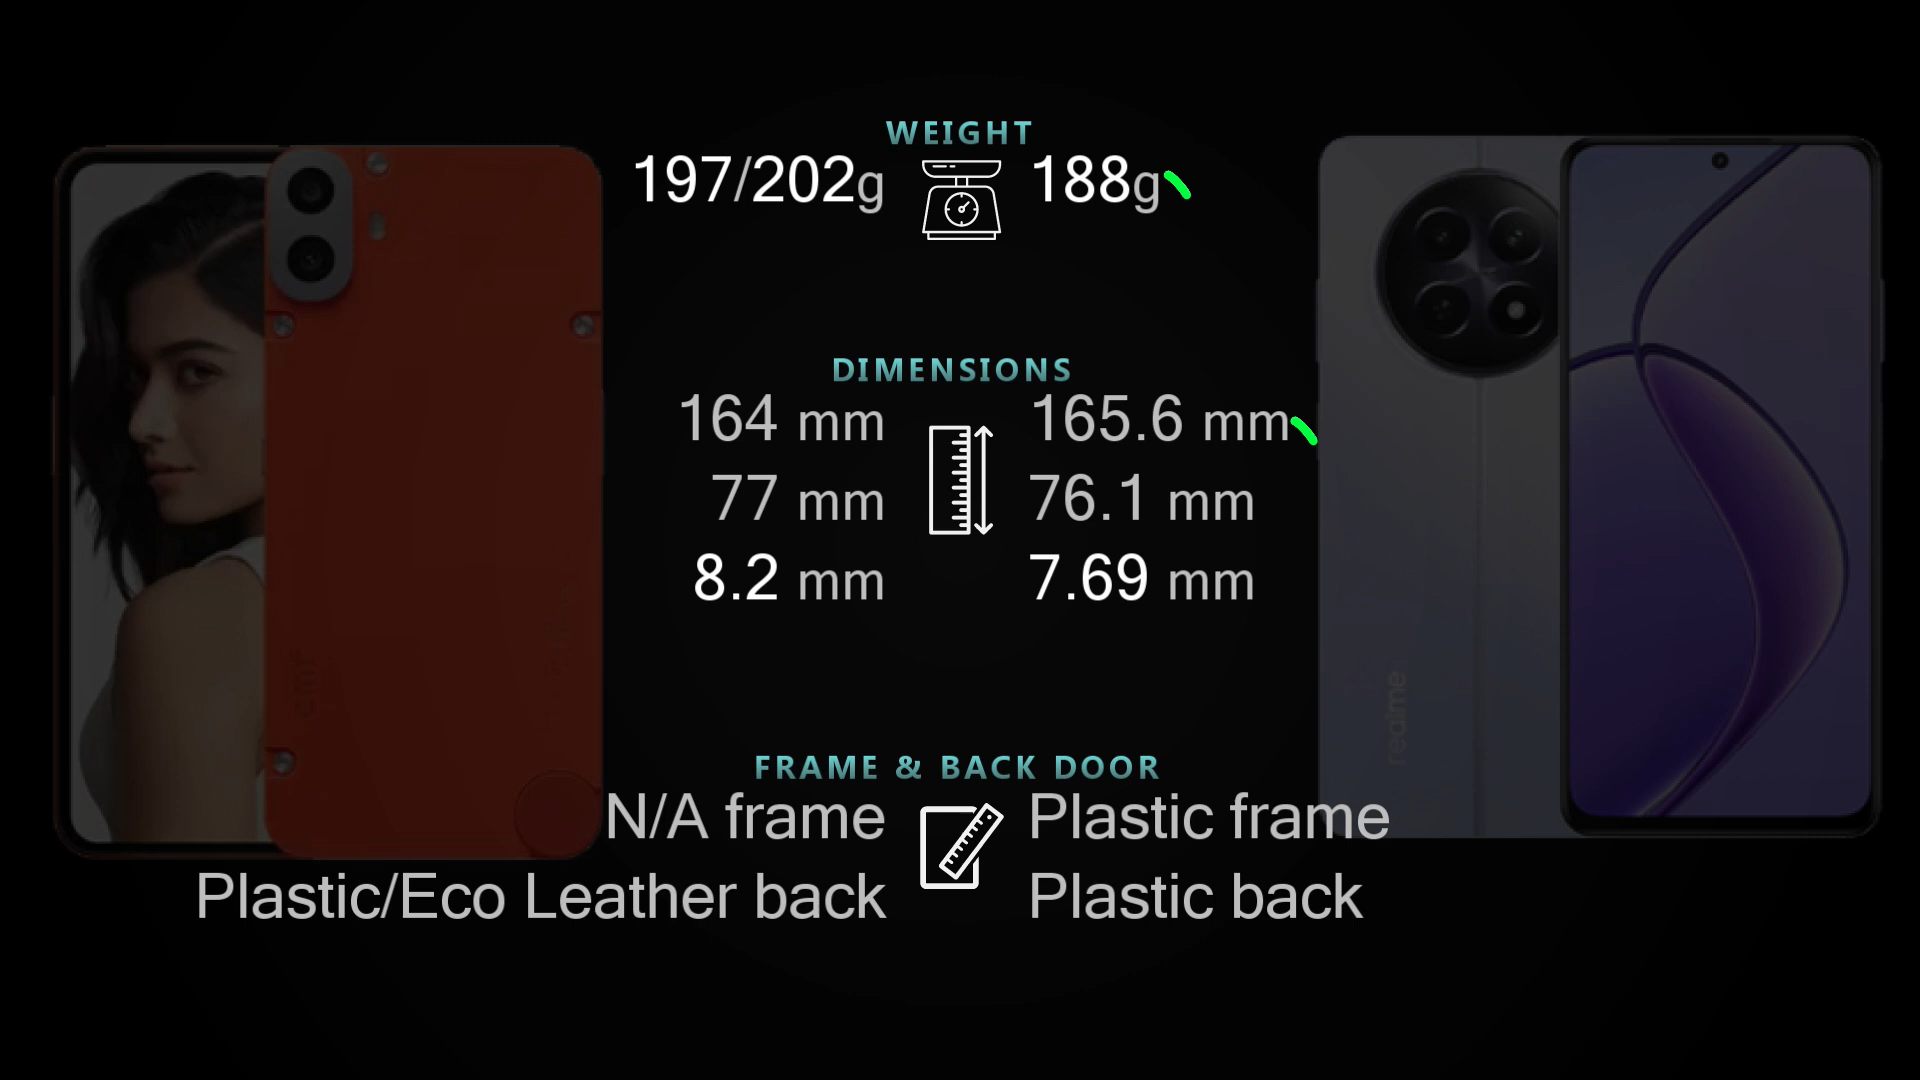 WEIGHT
197/202g 188g
DIMENSIONS
164 mm 165.6 mm
77 mm 76.1 mm
8.2 mm 7.69 mm
FRAME & BACK DOOR
N/A frame Plastic frame
Plastic/Eco Leather back Plastic back
realme